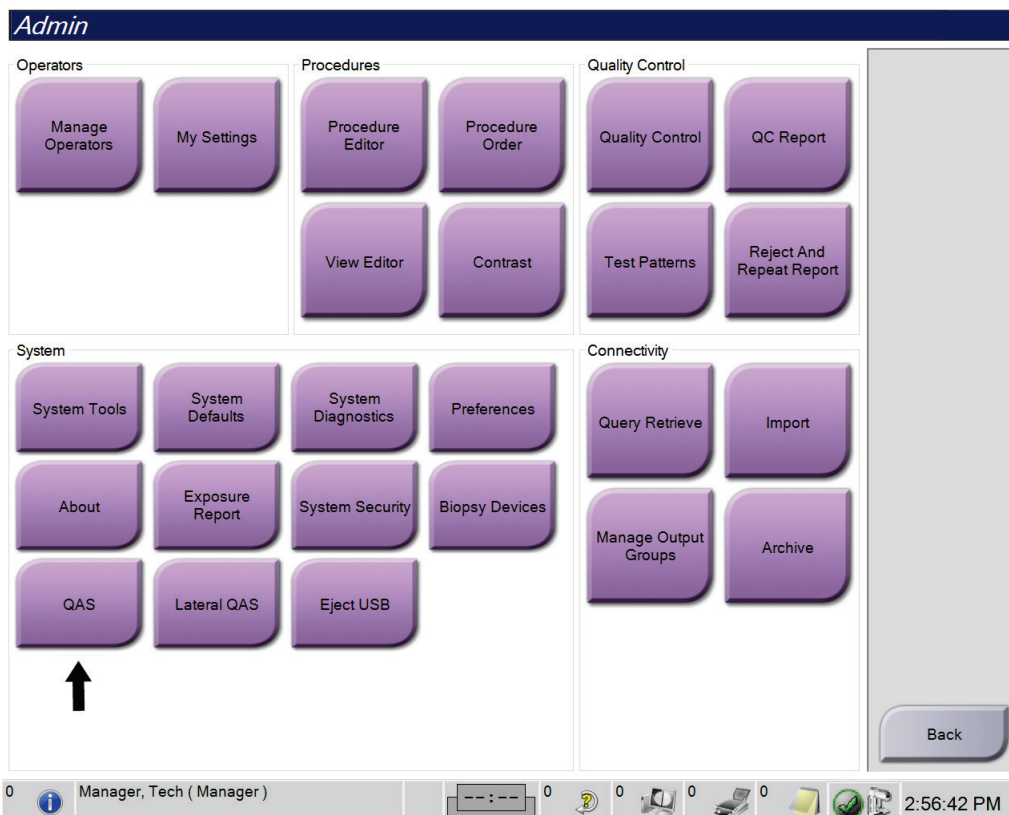 Admin
Operators
Manage
Operators
My Settings
Procedures
Procedure
Editor
Procedure
Order
View Editor
Contrast
Quality Control
Quality Control
QC Report
Test Patterns
Reject And
Repeat Report
System
System Tools
System
Defaults
System
Diagnostics
Preferences
About
Exposure
Report
System Security
Biopsy Devices
QAS
Lateral QAS
Eject USB
Connectivity
Query Retrieve
Import
Manage Output
Groups
Archive
Back
0
Manager, Tech ( Manager )
--:--
0
0
0
0
2:56:42 PM